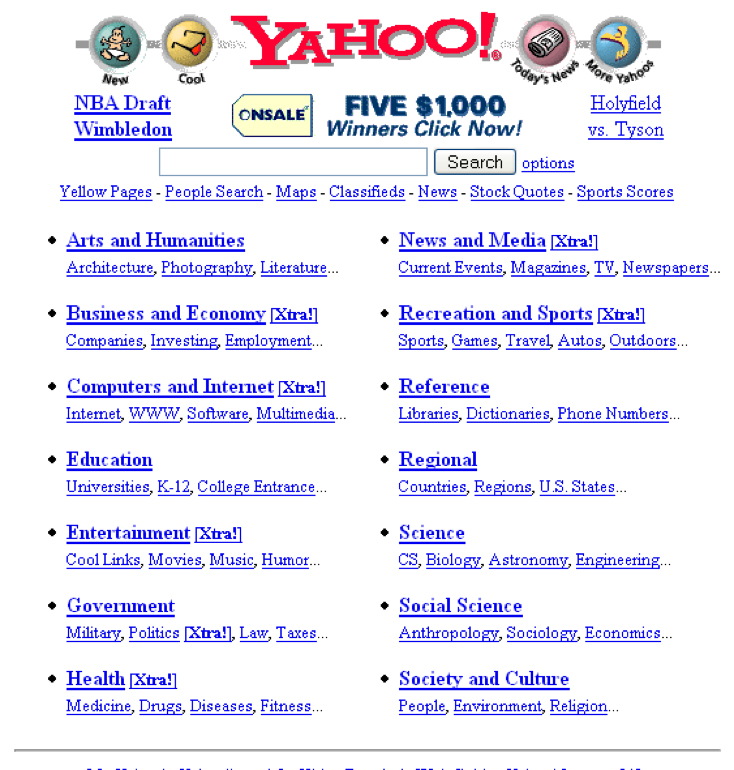 New Cool YAHOO! Today's News More Yahoos
NBA Draft
Wimbledon
ONSALE FIVE $1,000
Winners Click Now!
Holyfield
vs. Tyson
Search options
Yellow Pages - People Search - Maps - Classifieds - News - Stock Quotes - Sports Scores
Arts and Humanities
Architecture, Photography, Literature...
Business and Economy [Xtra!]
Companies, Investing, Employment...
Computers and Internet [Xtra!]
Internet, WWW, Software, Multimedia...
Education
Universities, K-12, College Entrance...
Entertainment [Xtra!]
Cool Links, Movies, Music, Humor...
Government
Military, Politics [Xtra!], Law, Taxes...
Health [Xtra!]
Medicine, Drugs, Diseases, Fitness...
News and Media [Xtra!]
Current Events, Magazines, TV, Newspapers...
Recreation and Sports [Xtra!]
Sports, Games, Travel, Autos, Outdoors...
Reference
Libraries, Dictionaries, Phone Numbers...
Regional
Countries, Regions, U.S. States...
Science
CS, Biology, Astronomy, Engineering...
Social Science
Anthropology, Sociology, Economics...
Society and Culture
People, Environment, Religion...